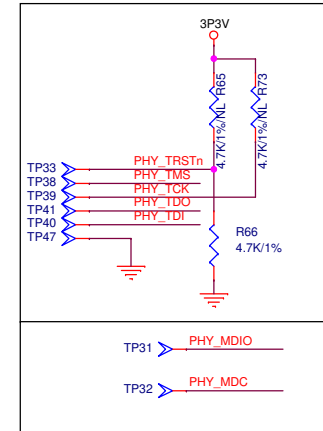 3P3V
4.7K/1%/NL R65
4.7K/1%/NL R73
TP33 PHY_TRSTn
TP38 PHY_TMS
TP39 PHY_TCK
TP41 PHY_TDO
TP40 PHY_TDI
TP47
R66
4.7K/1%
TP31 PHY_MDIO
TP32 PHY_MDC